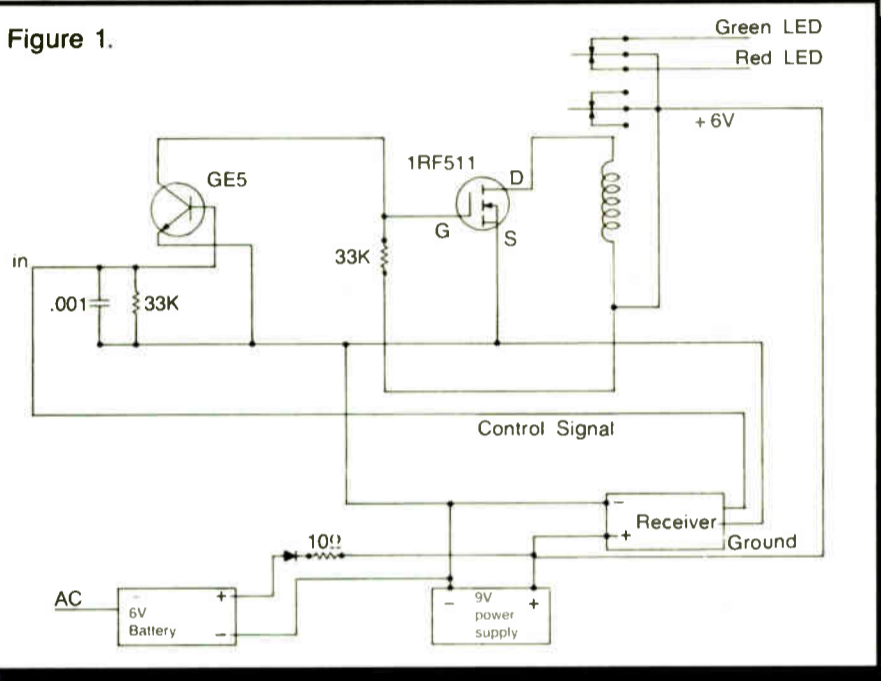 Figure 1.
Green LED
Red LED
+ 6V
GE5
1RF511
D
G
S
in
33K
.001
33K
Control Signal
-
Receiver
+
Ground
10Ω
AC
-
+
6V
Battery
-
-
9V
+
power
supply